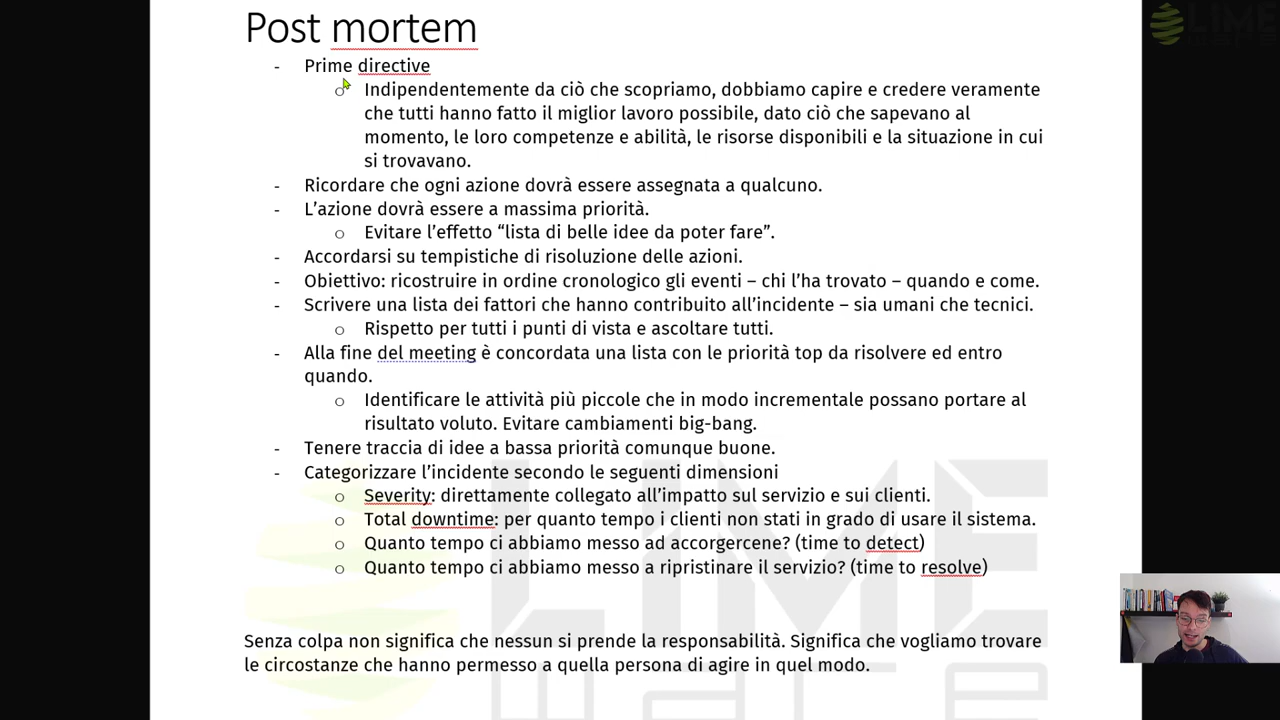 Post mortem
LIME
- Prime directive
o Indipendentemente da ciò che scopriamo, dobbiamo capire e credere veramente
che tutti hanno fatto il miglior lavoro possibile, dato ciò che sapevano al
momento, le loro competenze e abilità, le risorse disponibili e la situazione in cui
si trovavano.
- Ricordare che ogni azione dovrà essere assegnata a qualcuno.
- L’azione dovrà essere a massima priorità.
o Evitare l’effetto “lista di belle idee da poter fare”.
- Accordarsi su tempistiche di risoluzione delle azioni.
- Obiettivo: ricostruire in ordine cronologico gli eventi – chi l’ha trovato – quando e come.
- Scrivere una lista dei fattori che hanno contribuito all’incidente – sia umani che tecnici.
o Rispetto per tutti i punti di vista e ascoltare tutti.
- Alla fine del meeting è concordata una lista con le priorità top da risolvere ed entro
quando.
o Identificare le attività più piccole che in modo incrementale possano portare al
risultato voluto. Evitare cambiamenti big-bang.
- Tenere traccia di idee a bassa priorità comunque buone.
- Categorizzare l’incidente secondo le seguenti dimensioni
o Severity: direttamente collegato all’impatto sul servizio e sui clienti.
o Total downtime: per quanto tempo i clienti non stati in grado di usare il sistema.
o Quanto tempo ci abbiamo messo ad accorgercene? (time to detect)
o Quanto tempo ci abbiamo messo a ripristinare il servizio? (time to resolve)
LIME
Senza colpa non significa che nessun si prende la responsabilità. Significa che vogliamo trovare
le circostanze che hanno permesso a quella persona di agire in quel modo.